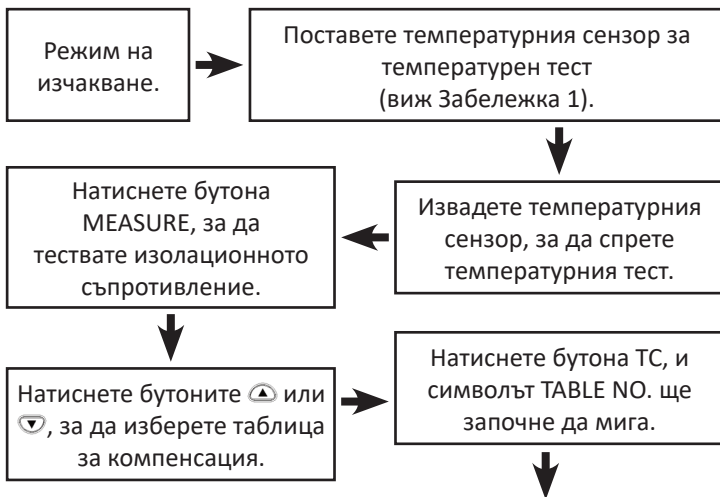 Режим на
изчакване.
Поставете температурния сензор за
температурен тест
(виж Забележка 1).
Извадете температурния
сензор, за да спрете
температурния тест.
Натиснете бутона
MEASURE, за да
тествате изолационното
съпротивление.
Натиснете бутоните ▲ или
▼, за да изберете таблица
за компенсация.
Натиснете бутона TC, и
символът TABLE NO. ще
започне да мига.